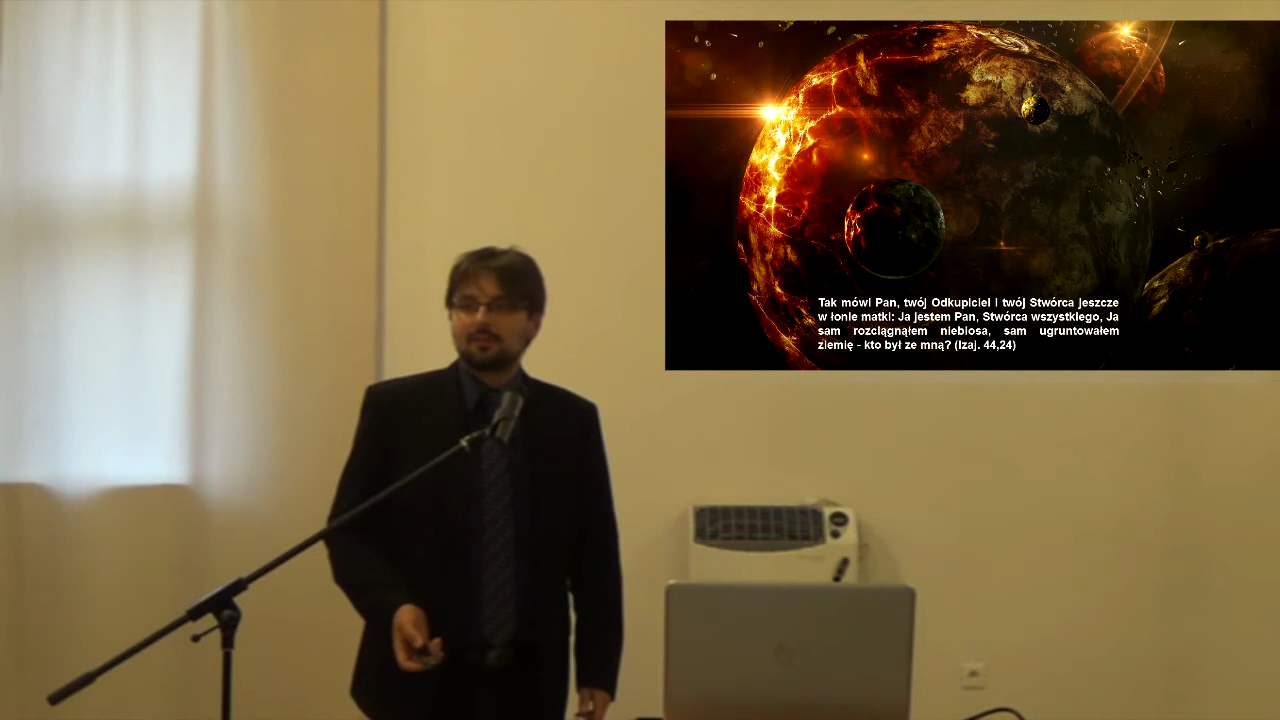 Tak mówi Pan, twój Odkupiciel i twój Stwórca jeszcze
w łonie matki: Ja jestem Pan, Stwórca wszystkiego, Ja
sam rozciągnąłem niebiosa, sam ugruntowałem
ziemię - kto był ze mną? (Izaj. 44,24)